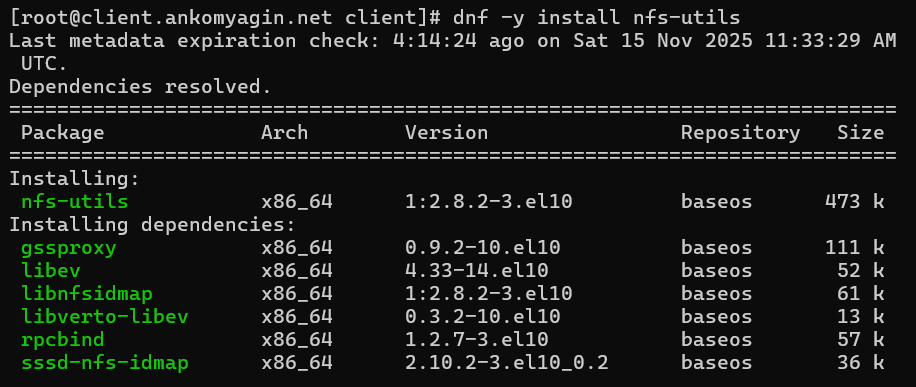 [root@client.ankomyagin.net client]# dnf -y install nfs-utils
Last metadata expiration check: 4:14:24 ago on Sat 15 Nov 2025 11:33:29 AM
 UTC.
Dependencies resolved.
==========================================================================
 Package             Arch        Version                Repository   Size
==========================================================================
Installing:
 nfs-utils           x86_64      1:2.8.2-3.el10         baseos      473 k
Installing dependencies:
 gssproxy            x86_64      0.9.2-10.el10          baseos      111 k
 libev               x86_64      4.33-14.el10           baseos       52 k
 libnfsidmap         x86_64      1:2.8.2-3.el10         baseos       61 k
 libverto-libev      x86_64      0.3.2-10.el10          baseos       13 k
 rpcbind             x86_64      1.2.7-3.el10           baseos       57 k
 sssd-nfs-idmap      x86_64      2.10.2-3.el10_0.2      baseos       36 k